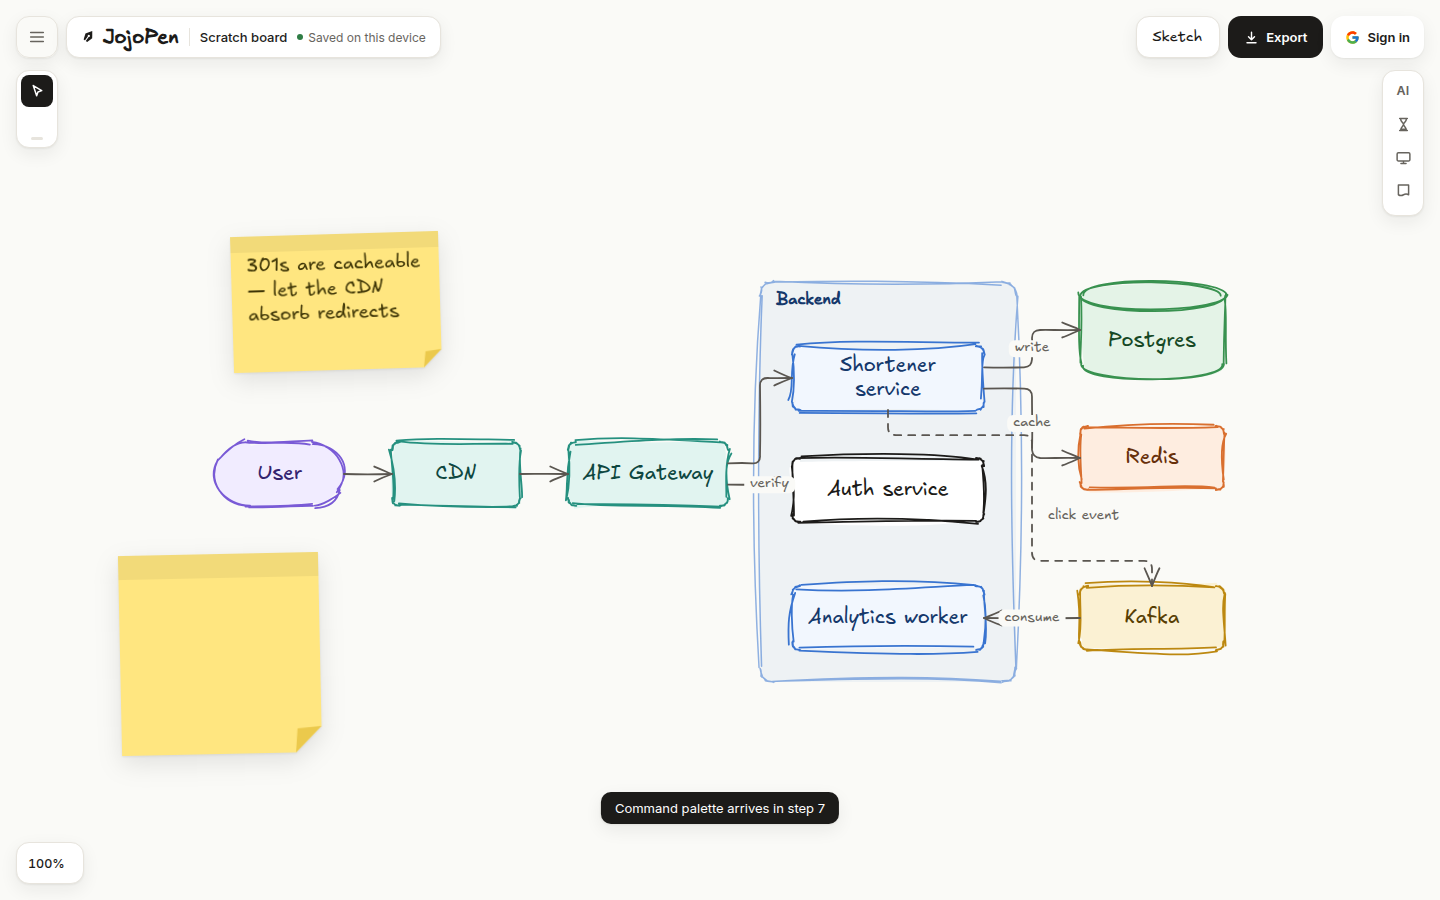 JojoPen
Scratch board
Saved on this device
Sketch
Export
Sign in
AI
301s are cacheable
— let the CDN
absorb redirects
Backend
Shortener
service
write
Postgres
cache
User
CDN
API Gateway
verify
Auth service
Redis
click event
Analytics worker
consume
Kafka
Command palette arrives in step 7
100%